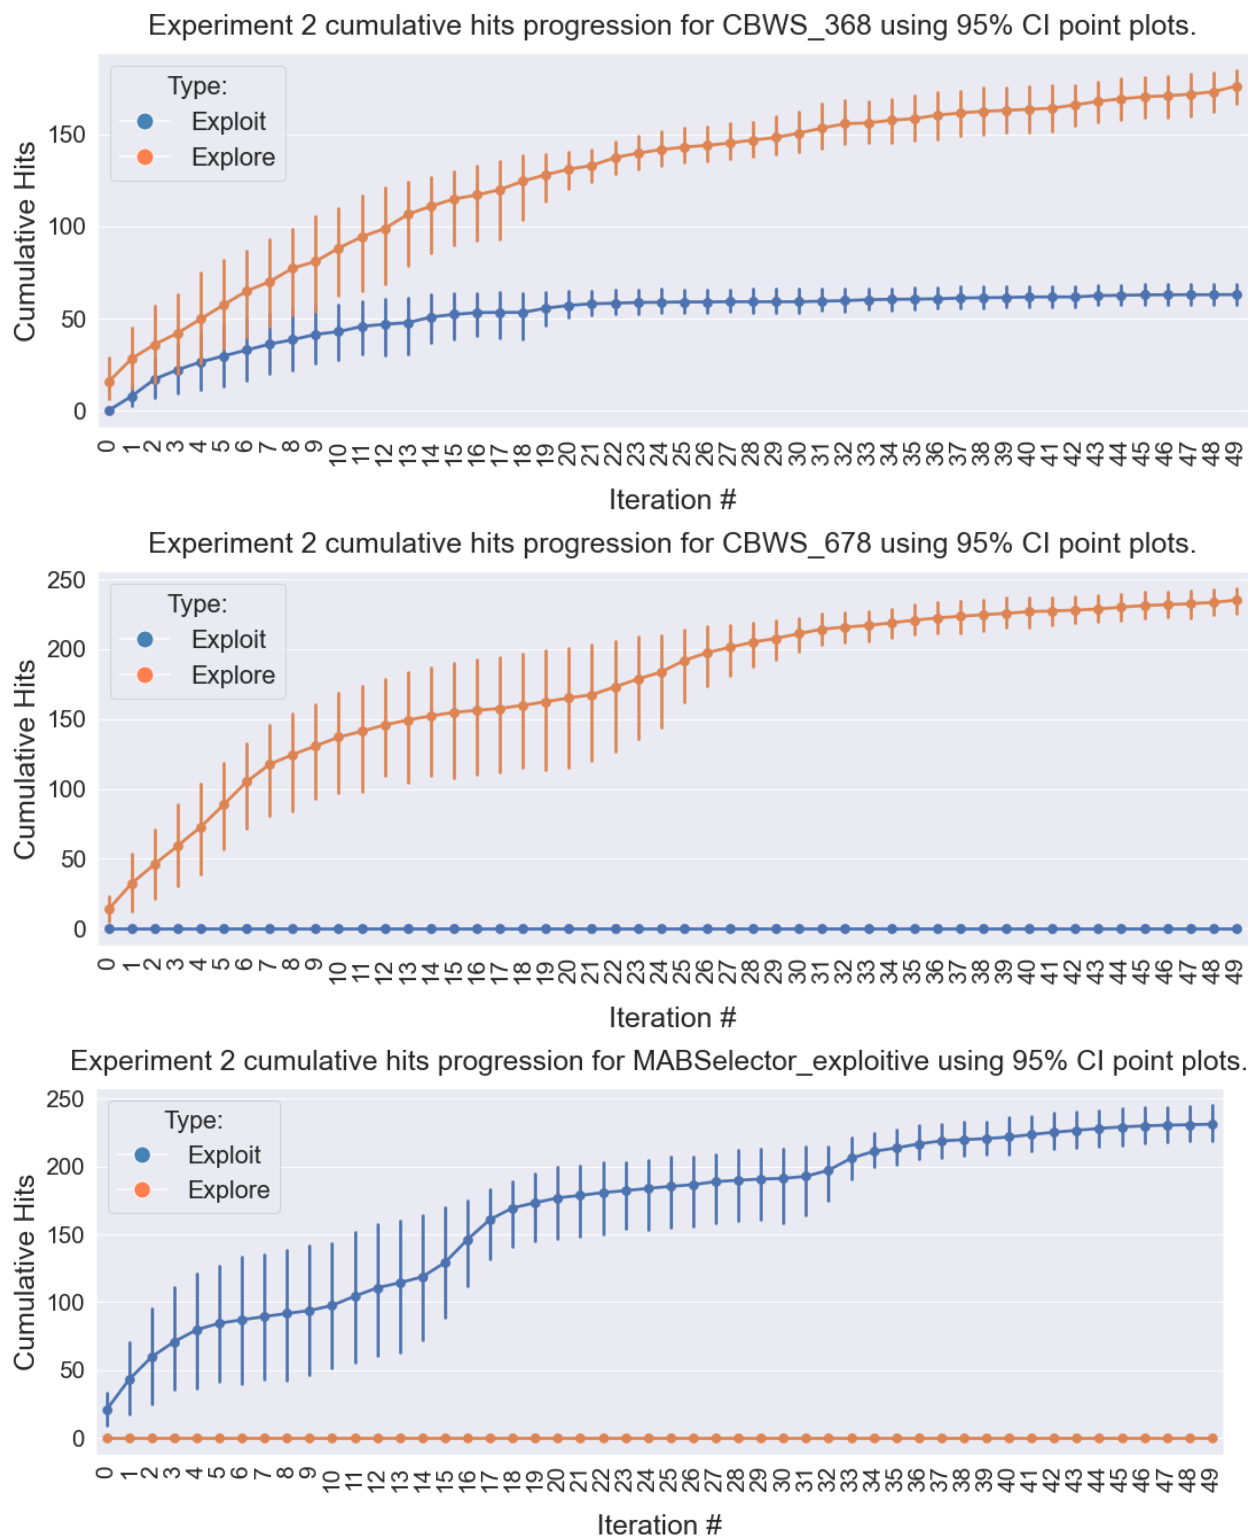 Experiment 2 cumulative hits progression for CBWS_368 using 95% CI point plots.
Type:
Exploit
Explore
Cumulative Hits
150
100
50
0
0 1 2 3 4 5 6 7 8 9 10 11 12 13 14 15 16 17 18 19 20 21 22 23 24 25 26 27 28 29 30 31 32 33 34 35 36 37 38 39 40 41 42 43 44 45 46 47 48 49
Iteration #
Experiment 2 cumulative hits progression for CBWS_678 using 95% CI point plots.
Type:
Exploit
Explore
Cumulative Hits
250
200
150
100
50
0
0 1 2 3 4 5 6 7 8 9 10 11 12 13 14 15 16 17 18 19 20 21 22 23 24 25 26 27 28 29 30 31 32 33 34 35 36 37 38 39 40 41 42 43 44 45 46 47 48 49
Iteration #
Experiment 2 cumulative hits progression for MABSelector_exploitive using 95% CI point plots.
Type:
Exploit
Explore
Cumulative Hits
250
200
150
100
50
0
0 1 2 3 4 5 6 7 8 9 10 11 12 13 14 15 16 17 18 19 20 21 22 23 24 25 26 27 28 29 30 31 32 33 34 35 36 37 38 39 40 41 42 43 44 45 46 47 48 49
Iteration #